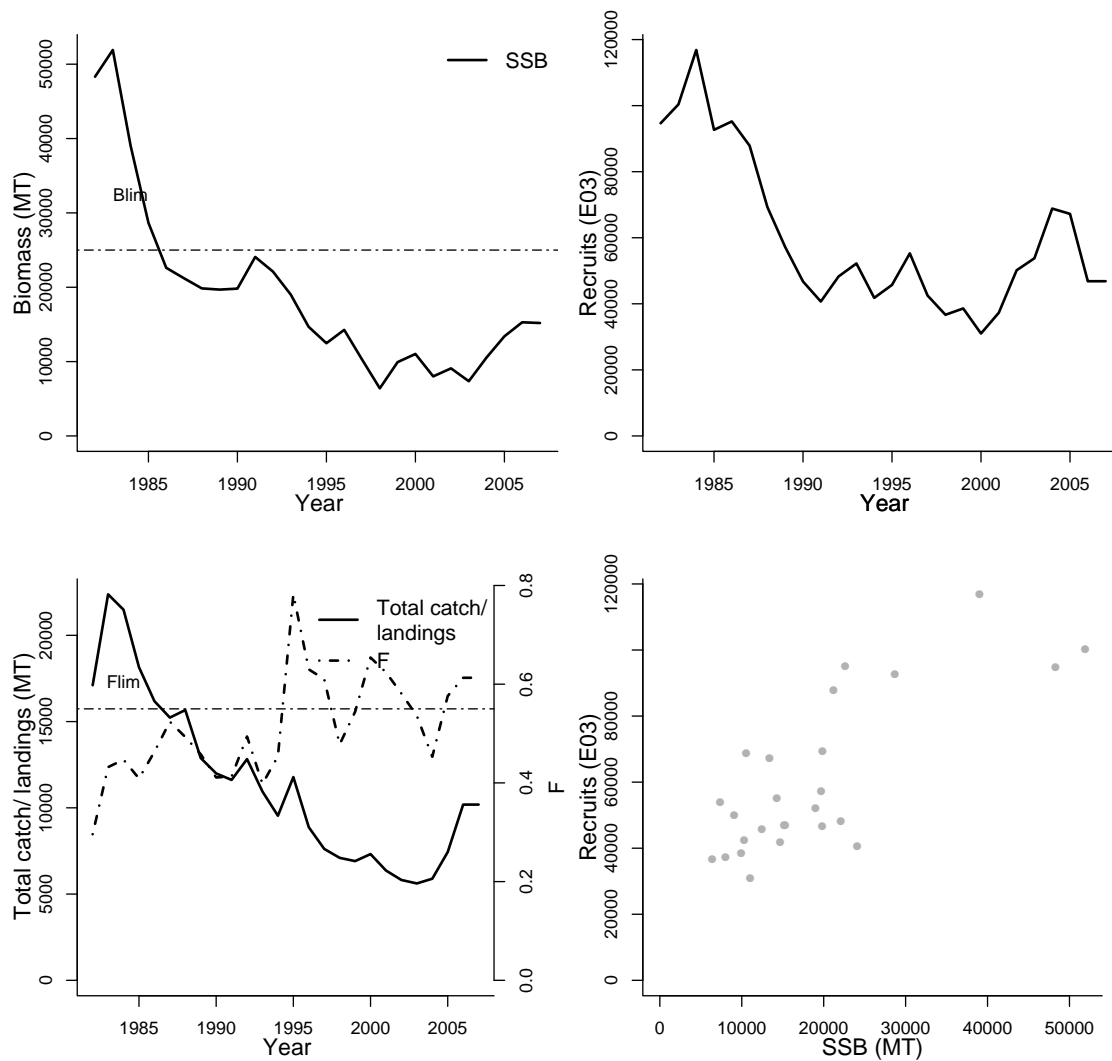 SSB
Blim
Biomass (MT)
0 10000 20000 30000 40000 50000
1985 1990 1995 2000 2005
Year
Recruits (E03)
0 20000 40000 60000 80000 120000
1985 1990 1995 2000 2005
Year
Total catch/
landings
F
Flim
Total catch/ landings (MT)
0 5000 10000 15000 20000
0.0 0.2 0.4 0.6 0.8
F
1985 1990 1995 2000 2005
Year
Recruits (E03)
0 20000 40000 60000 80000 120000
0 10000 20000 30000 40000 50000
SSB (MT)